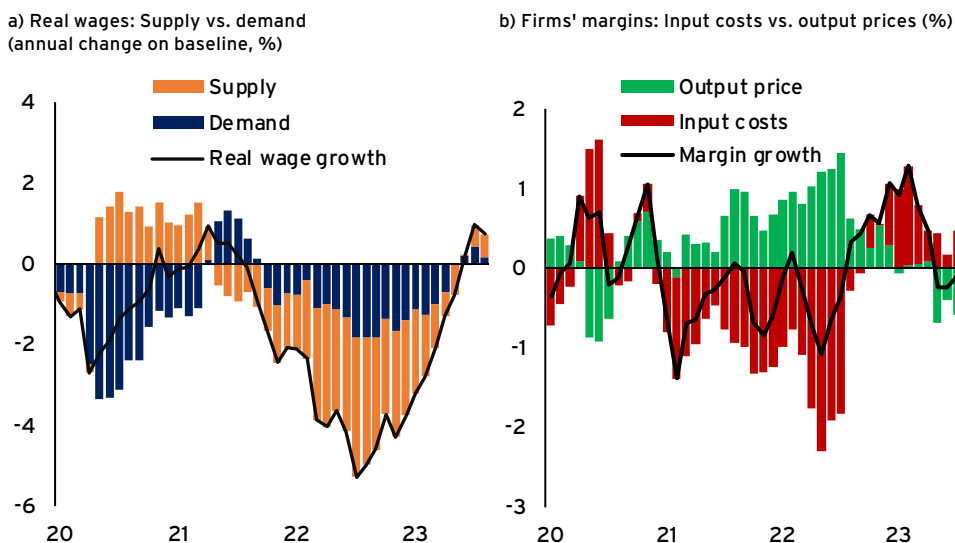 a) Real wages: Supply vs. demand
(annual change on baseline, %)
Supply
Demand
Real wage growth
4
2
0
-2
-4
-6
20
21
22
23
b) Firms' margins: Input costs vs. output prices (%)
Output price
Input costs
Margin growth
2
1
0
-1
-2
-3
20
21
22
23